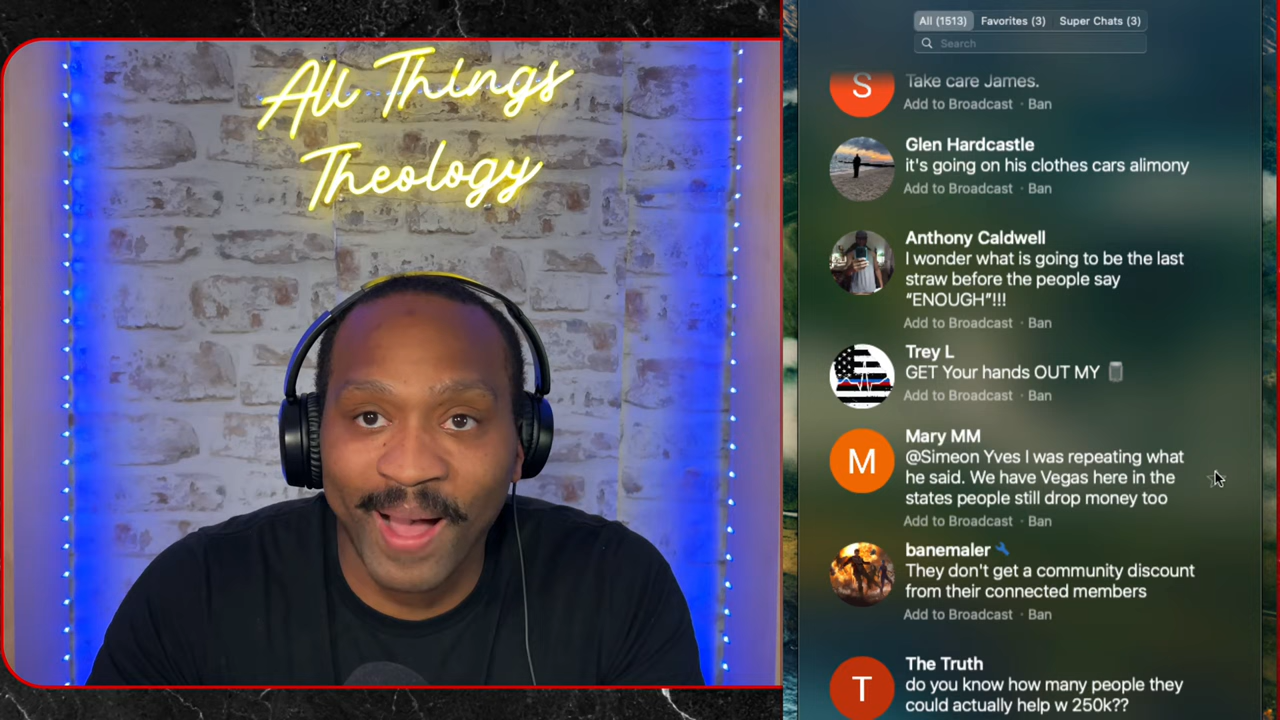 All Things
Theology
All (1513)
Favorites (3)
Super Chats (3)
Search
S
Take care James.
Add to Broadcast · Ban
Glen Hardcastle
it's going on his clothes cars alimony
Add to Broadcast · Ban
Anthony Caldwell
I wonder what is going to be the last
straw before the people say
“ENOUGH”!!!
Add to Broadcast · Ban
Trey L
GET Your hands OUT MY
Add to Broadcast · Ban
M
Mary MM
@Simeon Yves I was repeating what
he said. We have Vegas here in the
states people still drop money too
Add to Broadcast · Ban
banemaler
They don't get a community discount
from their connected members
Add to Broadcast · Ban
T
The Truth
do you know how many people they
could actually help w 250k??